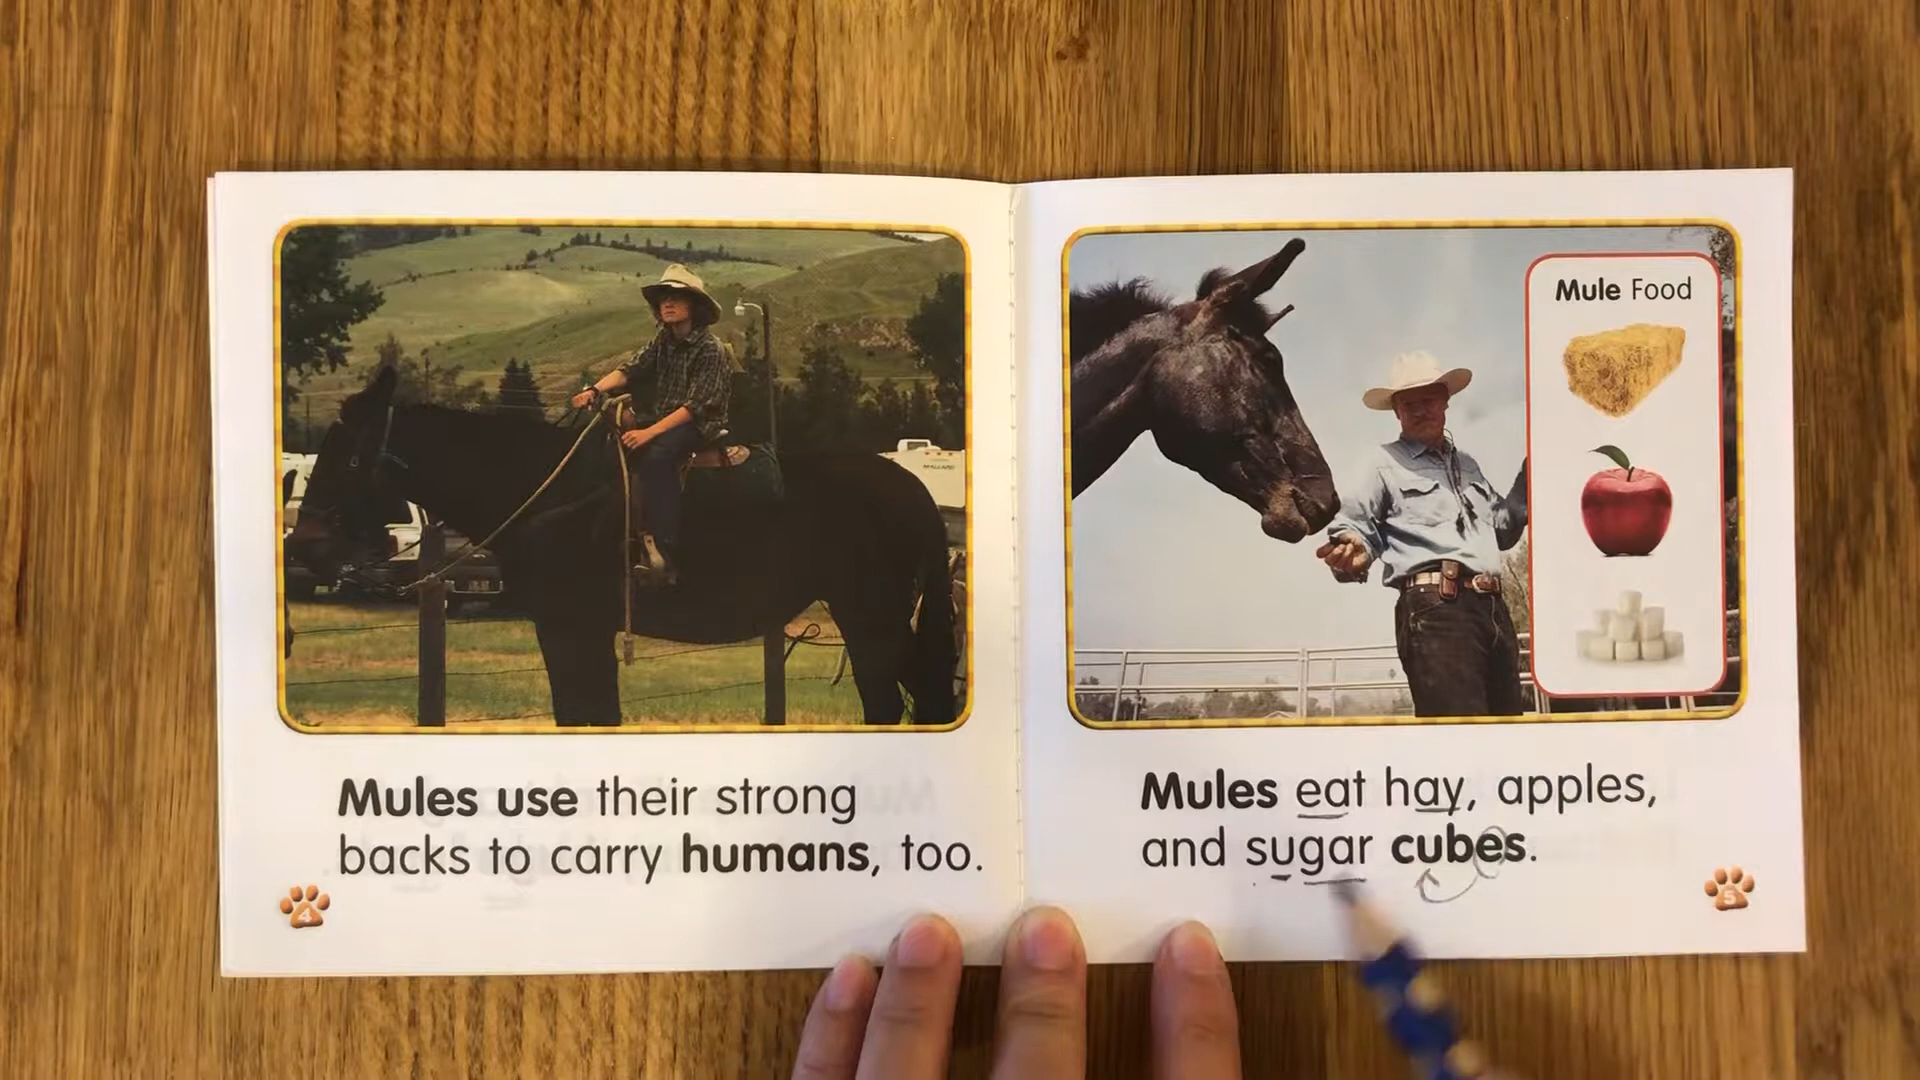 Mules use their strong
backs to carry humans, too.
4
Mule Food
Mules eat hay, apples,
and sugar cubes.
5